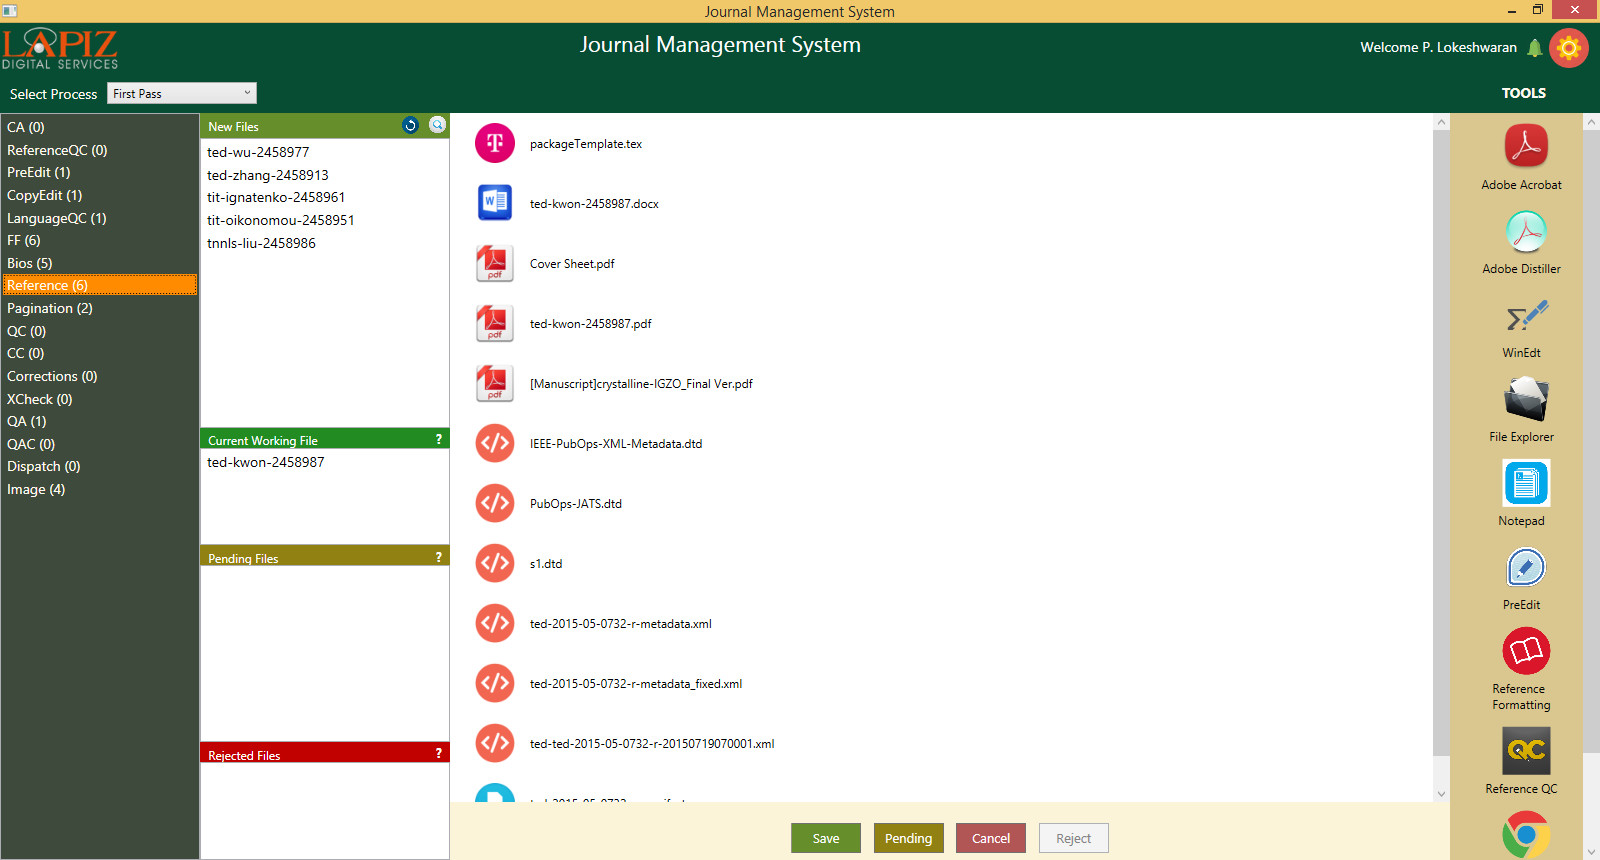 Journal Management System
LAPIZ
DIGITAL SERVICES
Journal Management System
Welcome P. Lokeshwaran
Select Process
First Pass
TOOLS
CA (0)
ReferenceQC (0)
PreEdit (1)
CopyEdit (1)
LanguageQC (1)
FF (6)
Bios (5)
Reference (6)
Pagination (2)
QC (0)
CC (0)
Corrections (0)
XCheck (0)
QA (1)
QAC (0)
Dispatch (0)
Image (4)
New Files
ted-wu-2458977
ted-zhang-2458913
tit-ignatenko-2458961
tit-oikonomou-2458951
tnnls-liu-2458986
Current Working File ?
ted-kwon-2458987
Pending Files ?
Rejected Files ?
packageTemplate.tex
ted-kwon-2458987.docx
Cover Sheet.pdf
ted-kwon-2458987.pdf
[Manuscript]crystalline-IGZO_Final Ver.pdf
IEEE-PubOps-XML-Metadata.dtd
PubOps-JATS.dtd
s1.dtd
ted-2015-05-0732-r-metadata.xml
ted-2015-05-0732-r-metadata_fixed.xml
ted-ted-2015-05-0732-r-20150719070001.xml
Save
Pending
Cancel
Reject
Adobe Acrobat
Adobe Distiller
WinEdt
File Explorer
Notepad
PreEdit
Reference
Formatting
QC
Reference QC